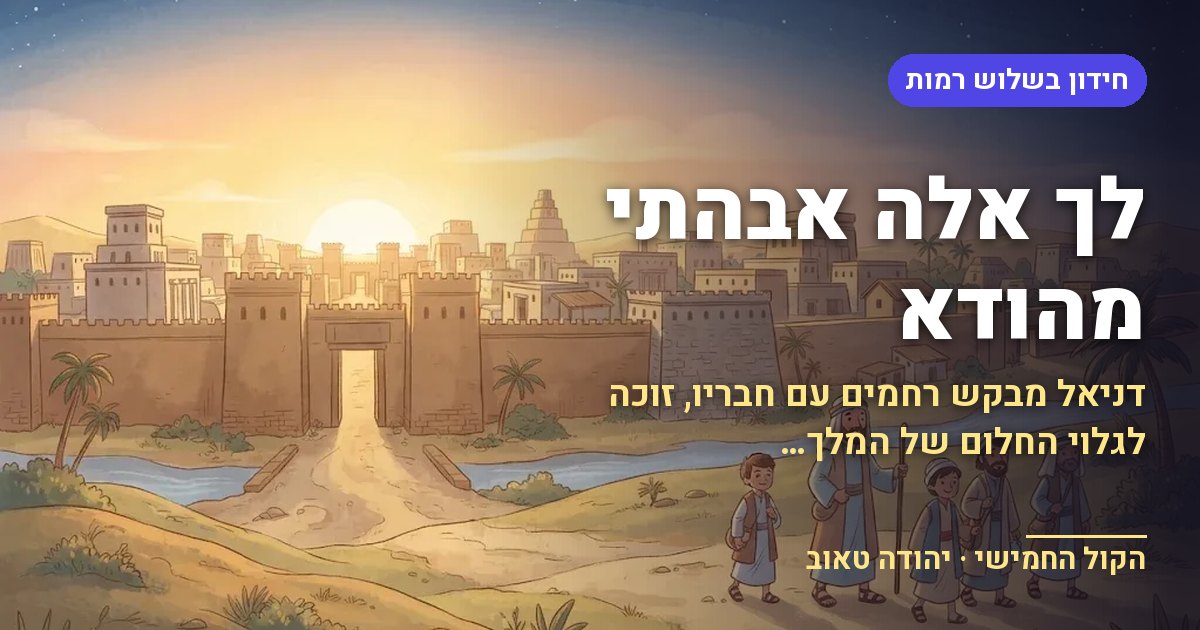 חידון בשלוש רמות
לך אלה אבהתי
מהודא
דניאל מבקש רחמים עם חבריו, זוכה
לגלוי החלום של המלך...
הקול החמישי · יהודה טאוב